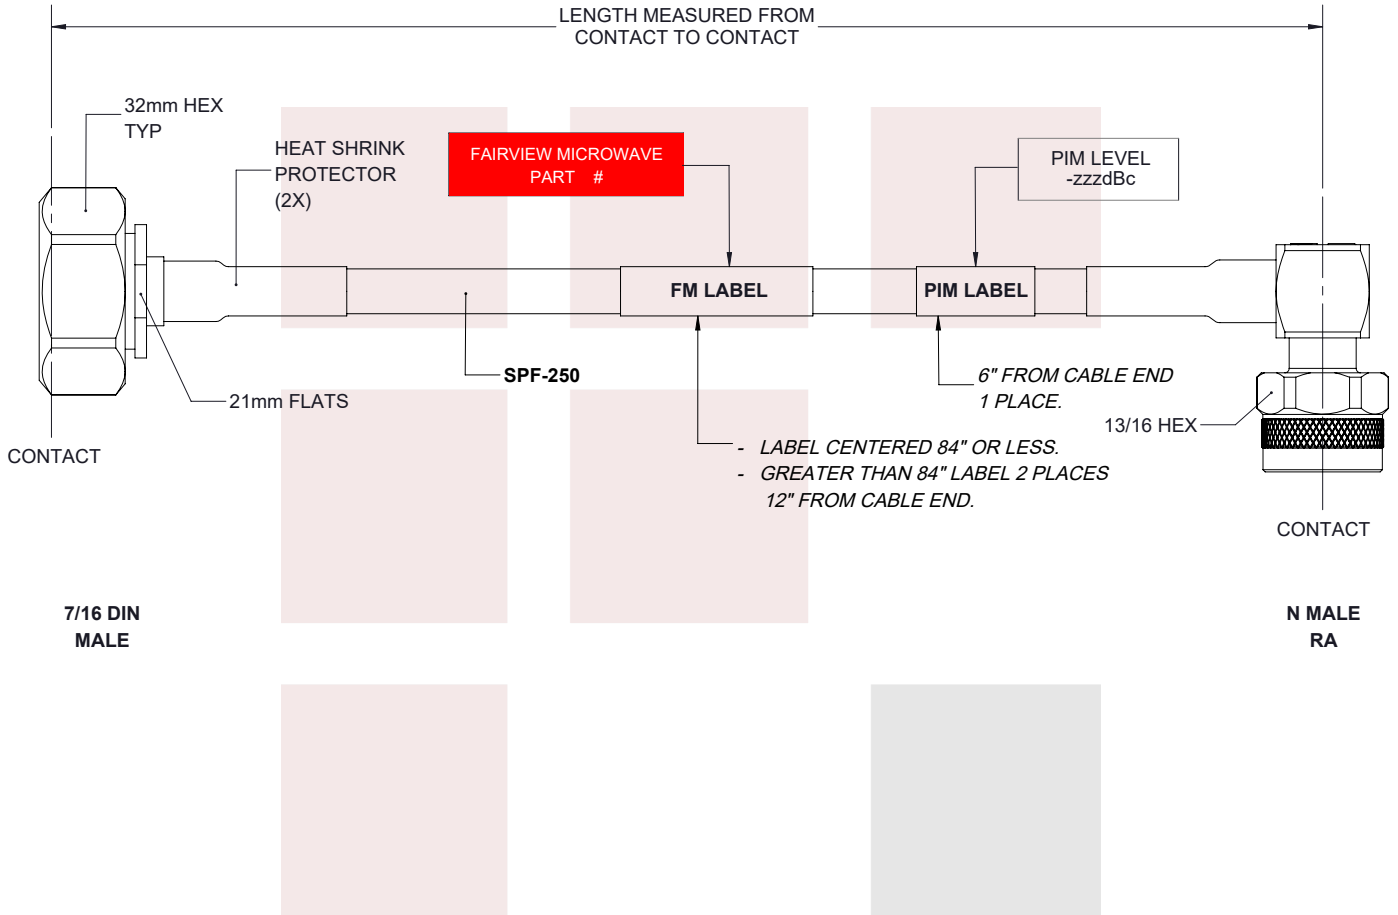 LENGTH MEASURED FROM
CONTACT TO CONTACT
32mm HEX
TYP
HEAT SHRINK
PROTECTOR
(2X)
FAIRVIEW MICROWAVE
PART #
PIM LEVEL
-zzzdBc
FM LABEL
PIM LABEL
SPF-250
21mm FLATS
6" FROM CABLE END
1 PLACE.
13/16 HEX
- LABEL CENTERED 84" OR LESS.
- GREATER THAN 84" LABEL 2 PLACES
12" FROM CABLE END.
CONTACT
CONTACT
7/16 DIN
MALE
N MALE
RA